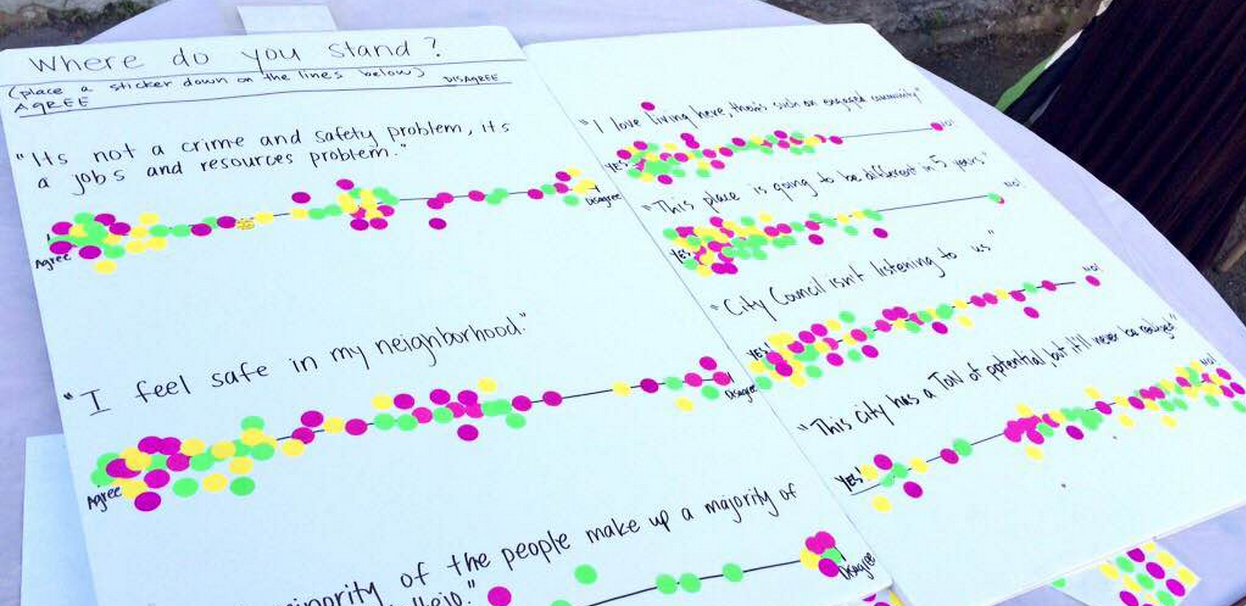 Where do you stand?
(place a sticker down on the lines below)
AGREE DISAGREE
"Its not a crime and safety problem, its
a jobs and resources problem."
Agree Disagree
"I feel safe in my neighborhood."
Agree Disagree
of the people make up a majority of
Disagree
"I love living here, there's such an engaged community"
YES NO!
"This place is going to be different in 5 years"
YES NO!
"City Council isn't listening to us"
YES! NO!
"This city has a TON of potential, but it'll never be realized"
YES! NO!